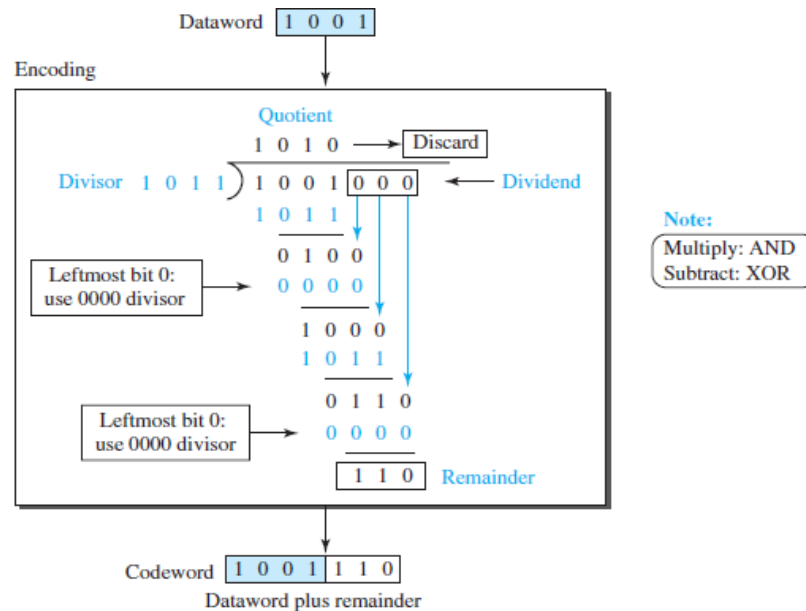 Dataword 1 0 0 1
Encoding
Quotient
1 0 1 0 Discard
Divisor 1 0 1 1 ) 1 0 0 1 0 0 0 Dividend
1 0 1 1
0 1 0 0
Leftmost bit 0:
use 0000 divisor
0 0 0 0
1 0 0 0
1 0 1 1
0 1 1 0
Leftmost bit 0:
use 0000 divisor
0 0 0 0
1 1 0 Remainder
Note:
Multiply: AND
Subtract: XOR
Codeword 1 0 0 1 1 1 0
Dataword plus remainder